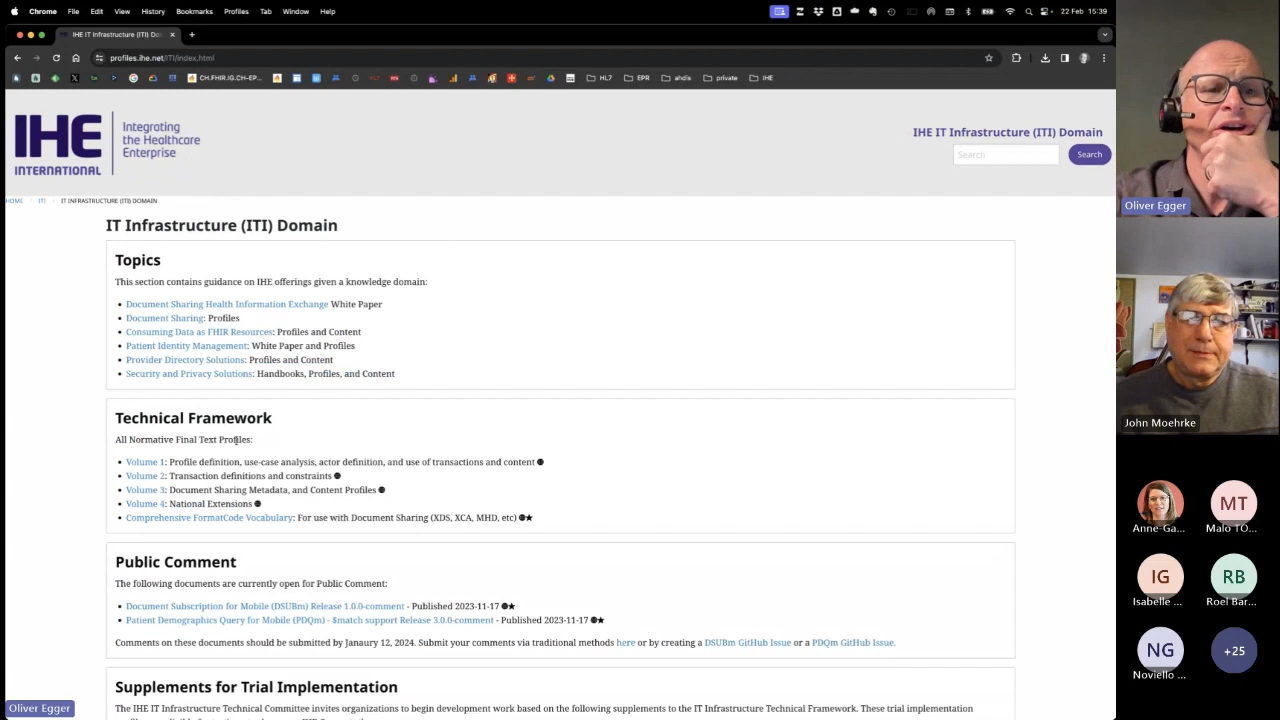 Chrome File Edit View History Bookmarks Profiles Tab Window Help 22 Feb 15:39
IHE IT Infrastructure (ITI) Do
profiles.ihe.net/ITI/index.html
CH.FHIR.IG.CH-EP... HL7 EPR ahdis private IHE
IHE
INTERNATIONAL
Integrating
the Healthcare
Enterprise
IHE IT Infrastructure (ITI) Domain
Search Search
HOME / ITI / IT INFRASTRUCTURE (ITI) DOMAIN
IT Infrastructure (ITI) Domain
Topics
This section contains guidance on IHE offerings given a knowledge domain:
• Document Sharing Health Information Exchange White Paper
• Document Sharing: Profiles
• Consuming Data as FHIR Resources: Profiles and Content
• Patient Identity Management: White Paper and Profiles
• Provider Directory Solutions: Profiles and Content
• Security and Privacy Solutions: Handbooks, Profiles, and Content
Technical Framework
All Normative Final Text Profiles:
• Volume 1: Profile definition, use-case analysis, actor definition, and use of transactions and content
• Volume 2: Transaction definitions and constraints
• Volume 3: Document Sharing Metadata, and Content Profiles
• Volume 4: National Extensions
• Comprehensive FormatCode Vocabulary: For use with Document Sharing (XDS, XCA, MHD, etc)
Public Comment
The following documents are currently open for Public Comment:
• Document Subscription for Mobile (DSUBm) Release 1.0.0-comment - Published 2023-11-17
• Patient Demographics Query for Mobile (PDQm) - $match support Release 3.0.0-comment - Published 2023-11-17
Comments on these documents should be submitted by Janaury 12, 2024. Submit your comments via traditional methods here or by creating a DSUBm GitHub Issue or a PDQm GitHub Issue.
Supplements for Trial Implementation
The IHE IT Infrastructure Technical Committee invites organizations to begin development work based on the following supplements to the IT Infrastructure Technical Framework. These trial implementation
Oliver Egger
Oliver Egger
John Moehrke
Anne-Ga...
MT
Malo TO...
IG
Isabelle ...
RB
Roel Bar...
NG
Noviello ...
+25